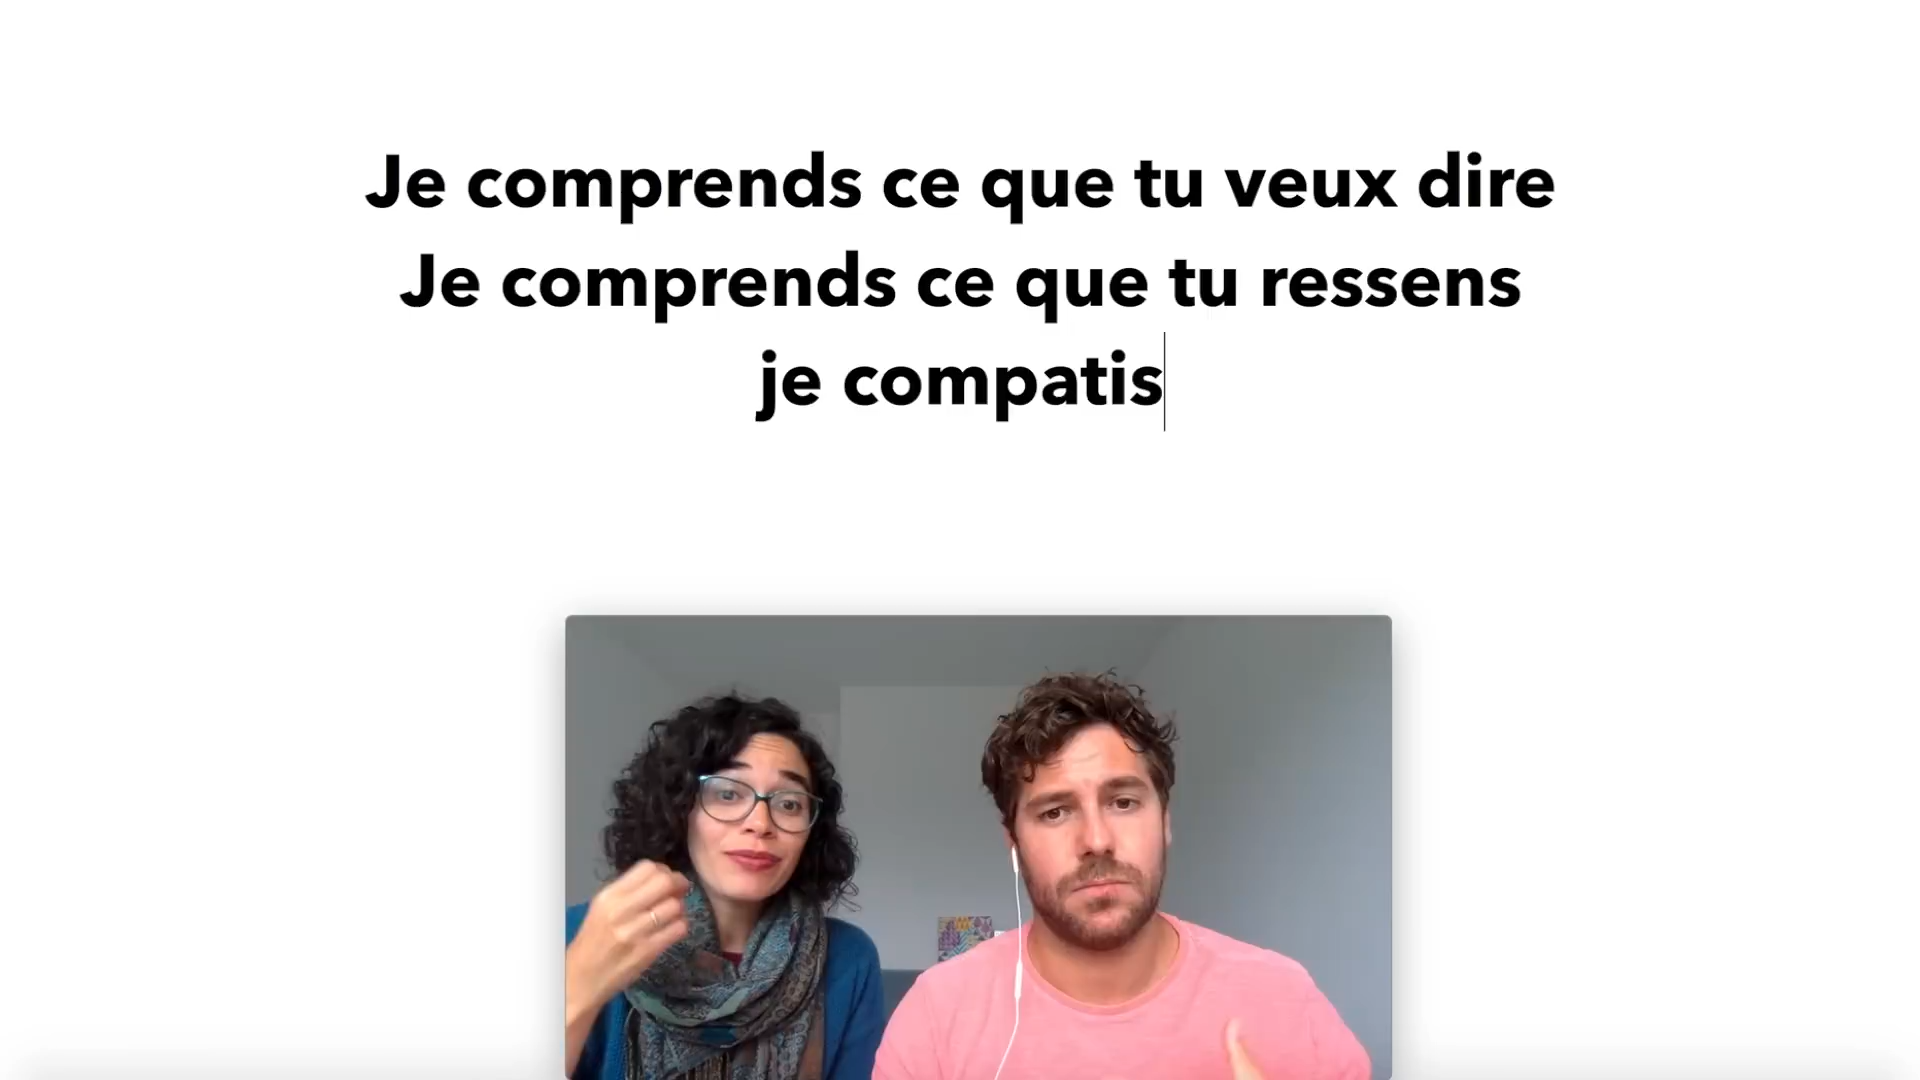 Je comprends ce que tu veux dire
Je comprends ce que tu ressens
je compatis